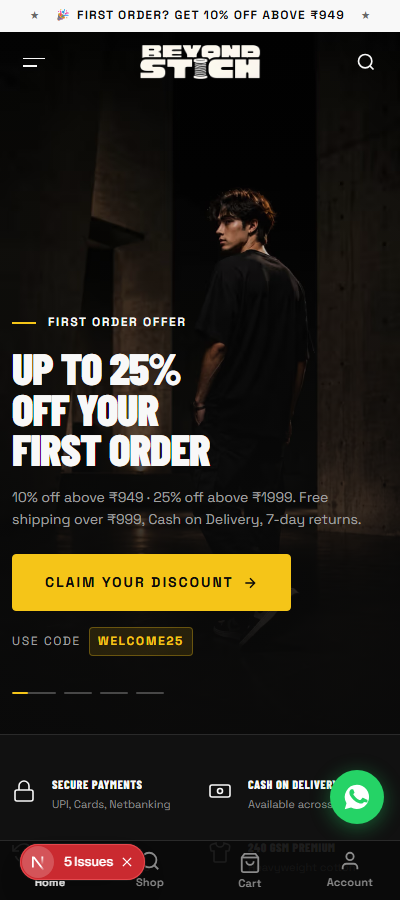 ★ 🎉 FIRST ORDER? GET 10% OFF ABOVE ₹949 ★
BEYOND
STICH
FIRST ORDER OFFER
UP TO 25%
OFF YOUR
FIRST ORDER
10% off above ₹949 · 25% off above ₹1999. Free
shipping over ₹999, Cash on Delivery, 7-day returns.
CLAIM YOUR DISCOUNT →
USE CODE WELCOME25
SECURE PAYMENTS
UPI, Cards, Netbanking
CASH ON DELIVERY
Available across
240 GSM PREMIUM
N 5 Issues ×
Home Shop Cart Account